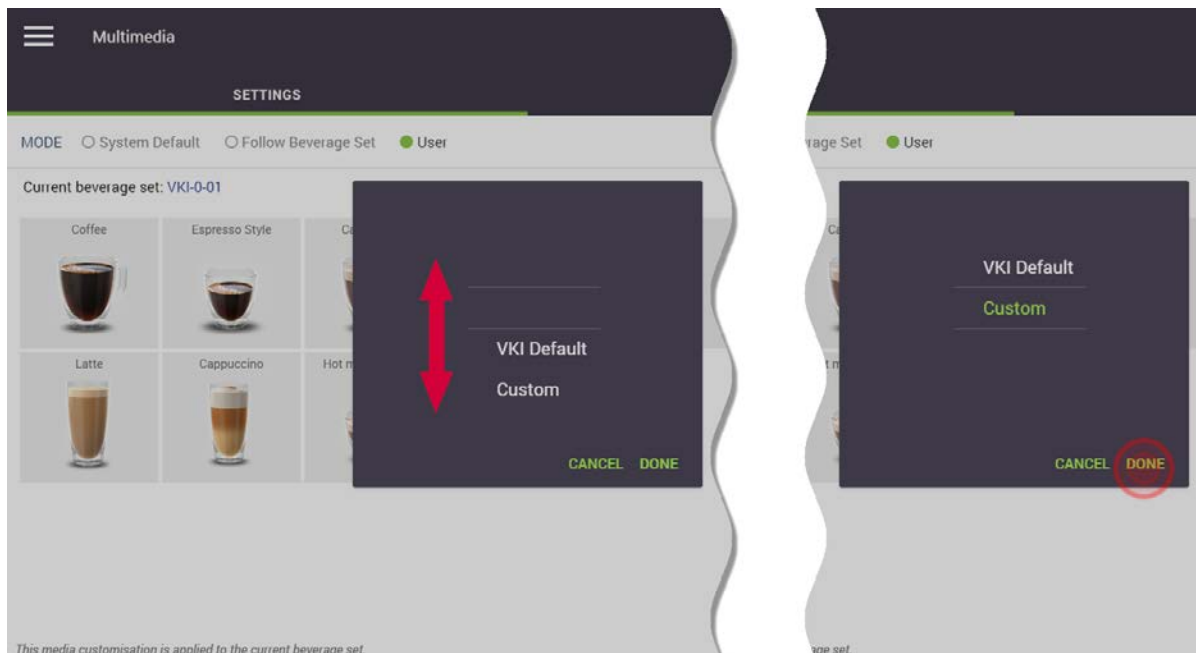 Multimedia
SETTINGS
MODE System Default Follow Beverage Set User
Current beverage set: VKI-0-01
Coffee Espresso Style
Latte Cappuccino Hot
VKI Default
Custom
CANCEL DONE
This media customisation is applied to the current beverage set
Set User
VKI Default
Custom
CANCEL DONE
set